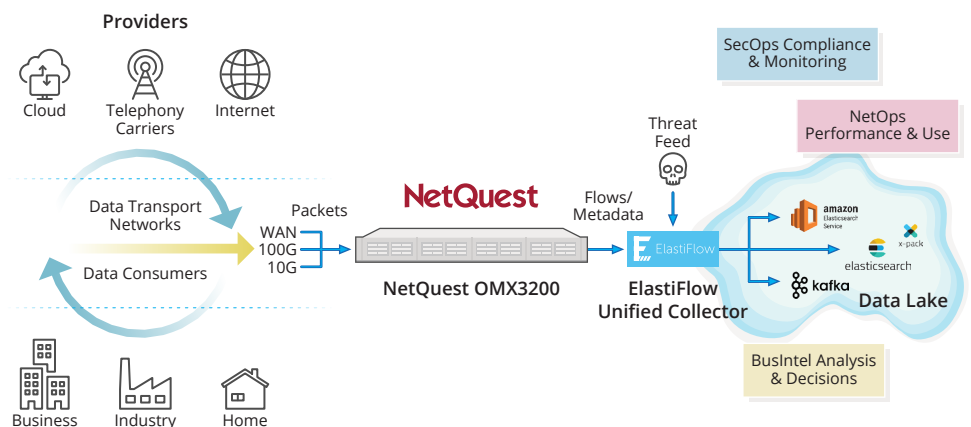 Providers
Cloud
Telephony
Carriers
Internet
Data Transport
Networks
Data Consumers
Packets
WAN
100G
10G
NetQuest
NetQuest OMX3200
Flows/
Metadata
Threat
Feed
ElastiFlow
ElastiFlow
Unified Collector
SecOps Compliance
& Monitoring
NetOps
Performance & Use
amazon
Elasticsearch
Service
x-pack
elasticsearch
kafka
Data Lake
BusIntel Analysis
& Decisions
Business
Industry
Home